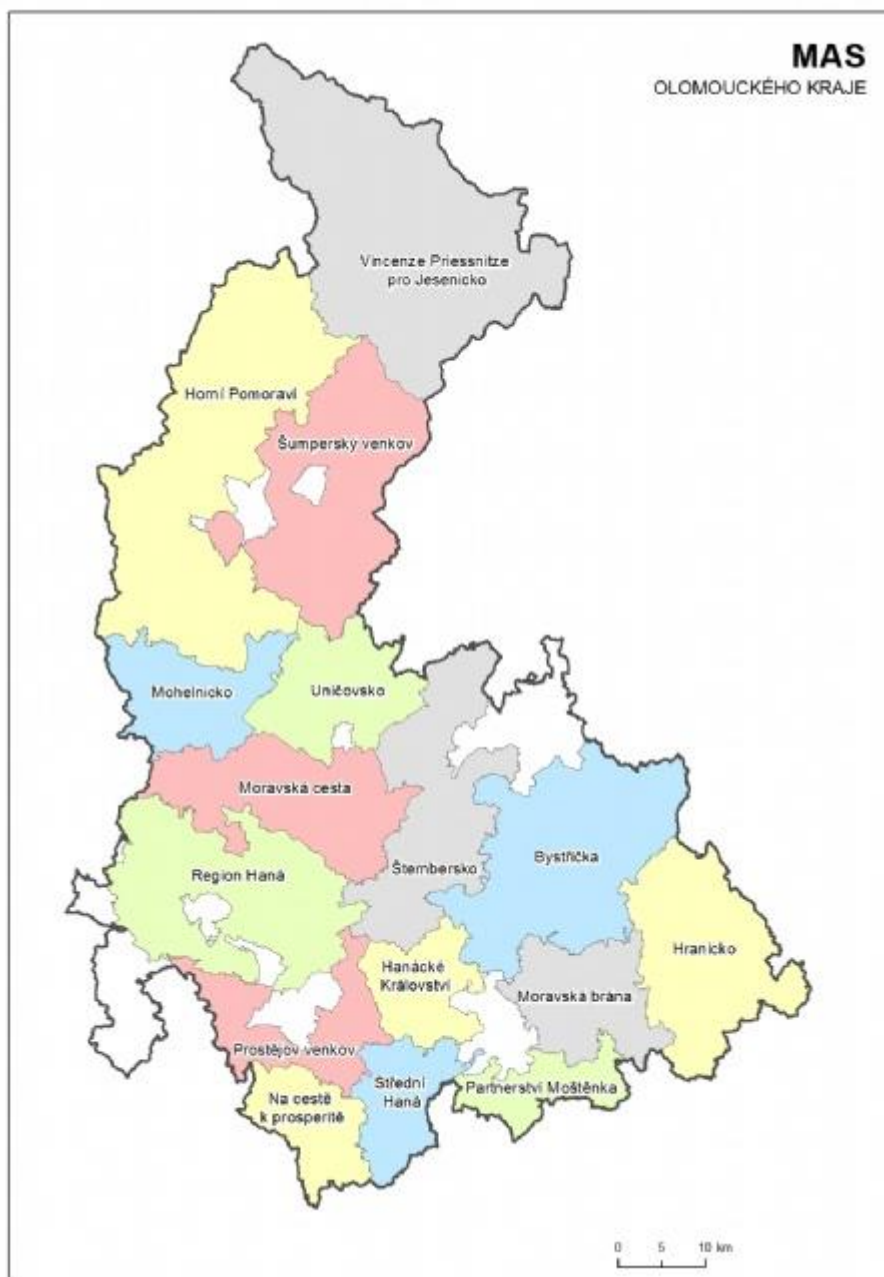 MAS
OLOMOUCKÉHO KRAJE
Vincenze Priessnitze
pro Jesenicko
Horní Pomoraví
Šumperský venkov
Mohelnicko
Uničovsko
Moravská cesta
Šternbersko
Bystřička
Region Haná
Hranicko
Hanácké
Království
Moravská brána
Prostějov venkov
Střední
Haná
Partnerství Moštěnka
Na cestě
k prosperitě
0 5 10 km